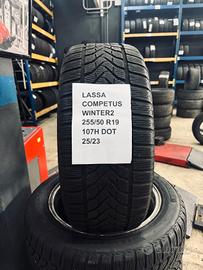 LASSA
COMPETUS
WINTER2
255/50 R19
107H DOT
25/23